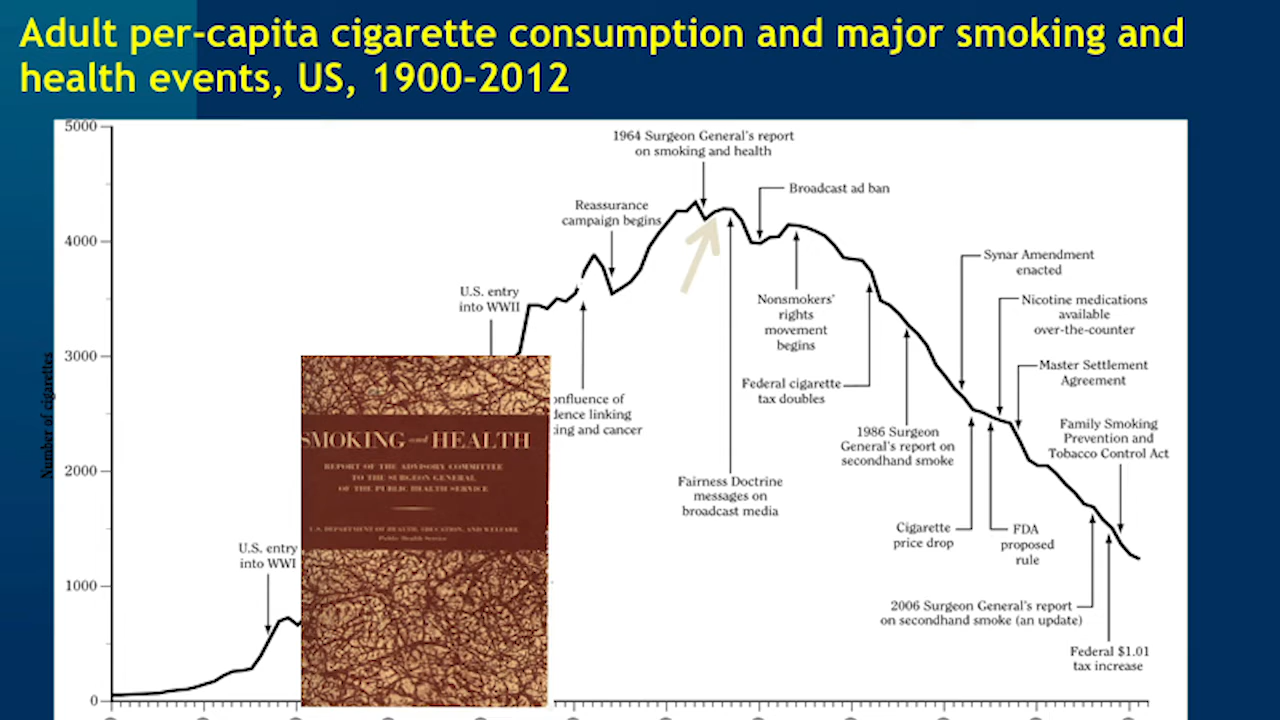 Adult per-capita cigarette consumption and major smoking and
health events, US, 1900-2012
5000
4000
3000
2000
1000
0
Number of cigarettes
U.S. entry
into WWI
U.S. entry
into WWII
onfluence of
dence linking
king and cancer
Reassurance
campaign begins
1964 Surgeon General's report
on smoking and health
Fairness Doctrine
messages on
broadcast media
Broadcast ad ban
Nonsmokers'
rights
movement
begins
Federal cigarette
tax doubles
1986 Surgeon
General's report on
secondhand smoke
Synar Amendment
enacted
Nicotine medications
available
over-the-counter
Master Settlement
Agreement
Family Smoking
Prevention and
Tobacco Control Act
Cigarette
price drop
FDA
proposed
rule
2006 Surgeon General's report
on secondhand smoke (an update)
Federal $1.01
tax increase
SMOKING and HEALTH
REPORT OF THE ADVISORY COMMITTEE
TO THE SURGEON GENERAL
OF THE PUBLIC HEALTH SERVICE
U.S. DEPARTMENT OF HEALTH, EDUCATION, AND WELFARE
Public Health Service